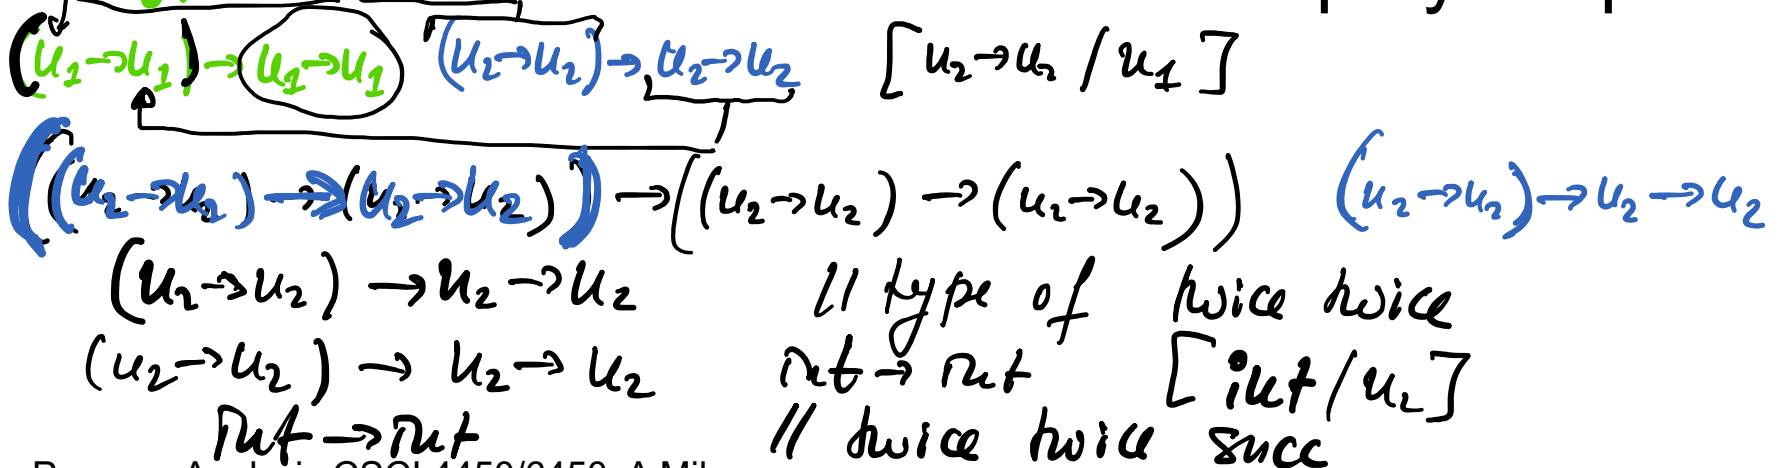 (u₁→u₁)→u₁→u₁ (u₂→u₂)→u₂→u₂ [u₂→u₂ / u₁]
((u₂→u₂)→(u₂→u₂))→((u₂→u₂)→(u₂→u₂)) (u₂→u₂)→u₂→u₂
(u₂→u₂)→u₂→u₂ // type of twice twice
(u₂→u₂)→u₂→u₂ int→int [int/u₂]
int→int // twice twice succ